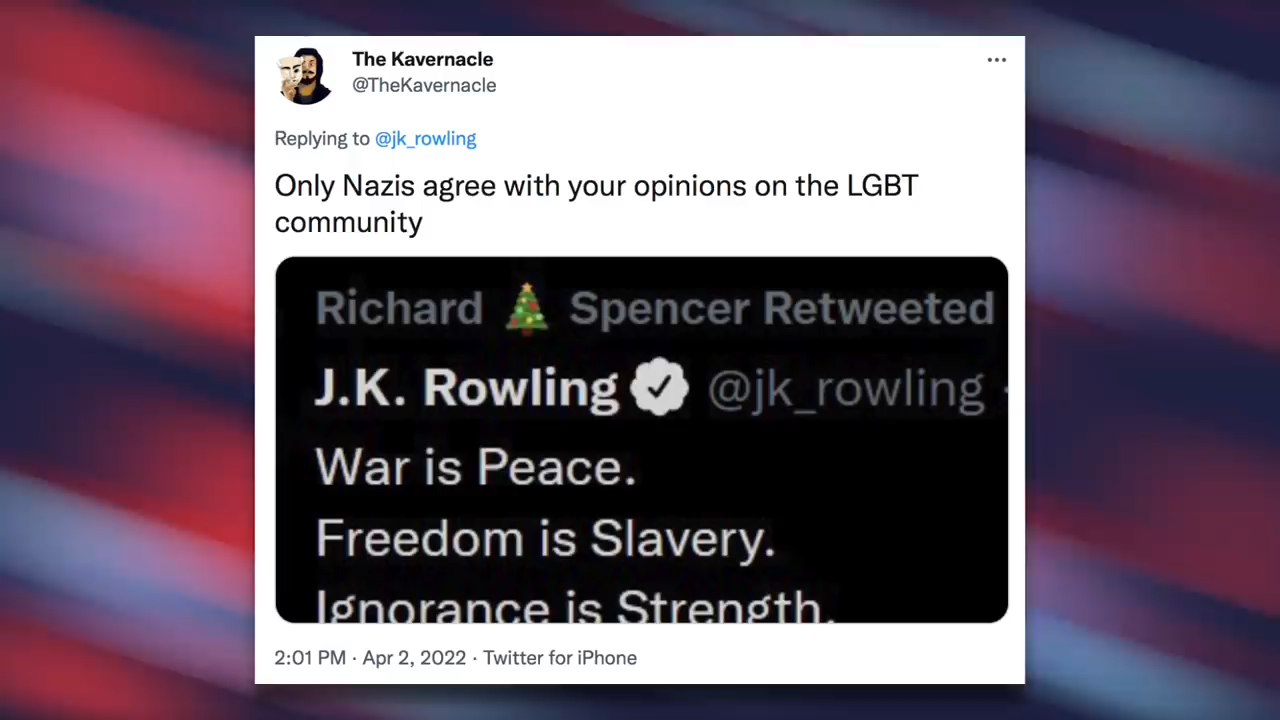 The Kavernacle
@TheKavernacle
Replying to @jk_rowling
Only Nazis agree with your opinions on the LGBT
community
Richard 🎄 Spencer Retweeted
J.K. Rowling @jk_rowling ·
War is Peace.
Freedom is Slavery.
Ignorance is Strength.
2:01 PM · Apr 2, 2022 · Twitter for iPhone